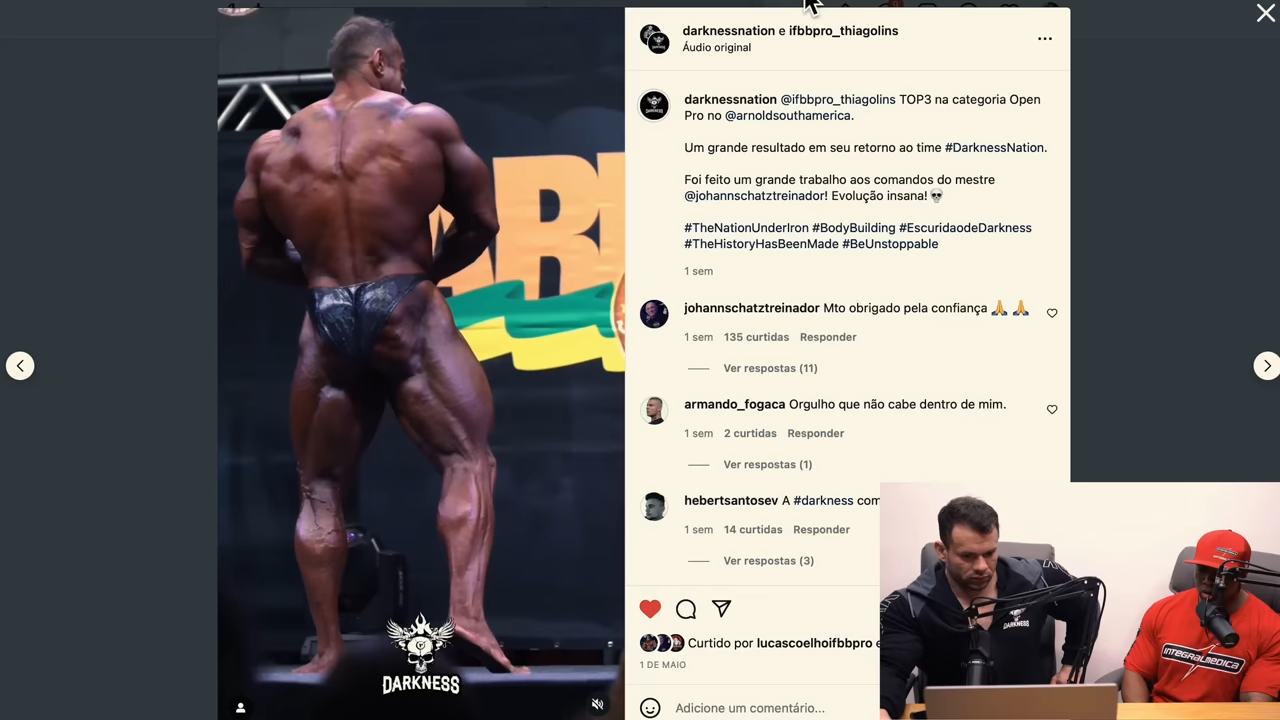 darknessnation e ifbbpro_thiagolins
Áudio original
darknessnation @ifbbpro_thiagolins TOP3 na categoria Open
Pro no @arnoldsouthamerica.
Um grande resultado em seu retorno ao time #DarknessNation.
Foi feito um grande trabalho aos comandos do mestre
@johannschatztreinador! Evolução insana!💀
#TheNationUnderIron #BodyBuilding #EscuridaodeDarkness
#TheHistoryHasBeenMade #BeUnstoppable
1 sem
johannschatztreinador Mto obrigado pela confiança 🙏 🙏
1 sem 135 curtidas Responder
Ver respostas (11)
armando_fogaca Orgulho que não cabe dentro de mim.
1 sem 2 curtidas Responder
Ver respostas (1)
hebertsantosev A #darkness com
1 sem 14 curtidas Responder
Ver respostas (3)
Curtido por lucascoelhoifbbpro e
1 DE MAIO
Adicione um comentário...
DARKNESS
DARKNESS
INTEGRALMEDICA